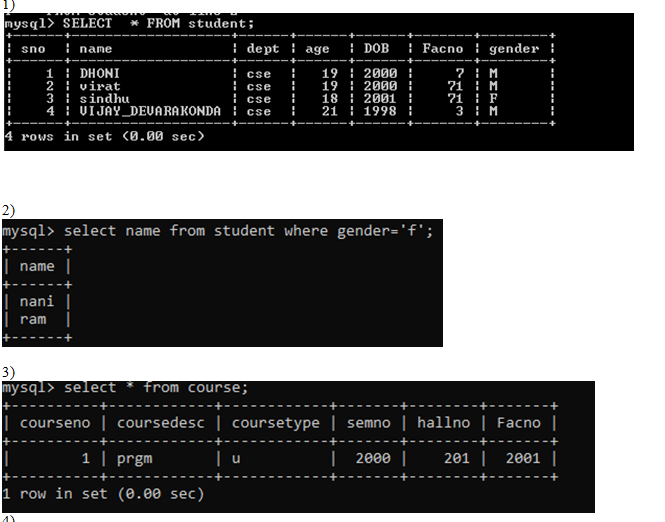 1)
mysql> SELECT * FROM student;
+------+------------------+------+------+------+-------+--------+
| sno | name | dept | age | DOB | Facno | gender |
+------+------------------+------+------+------+-------+--------+
| 1 | DHONI | cse | 19 | 2000 | 7 | M |
| 2 | virat | cse | 19 | 2000 | 71 | M |
| 3 | sindhu | cse | 18 | 2001 | 71 | F |
| 4 | VIJAY_DEVARAKONDA | cse | 21 | 1998 | 3 | M |
+------+------------------+------+------+------+-------+--------+
4 rows in set (0.00 sec)
2)
mysql> select name from student where gender='f';
+------+
| name |
+------+
| nani |
| ram |
+------+
3)
mysql> select * from course;
+----------+------------+------------+-------+--------+-------+
| courseno | coursedesc | coursetype | semno | hallno | Facno |
+----------+------------+------------+-------+--------+-------+
| 1 | prgm | u | 2000 | 201 | 2001 |
+----------+------------+------------+-------+--------+-------+
1 row in set (0.00 sec)
4)